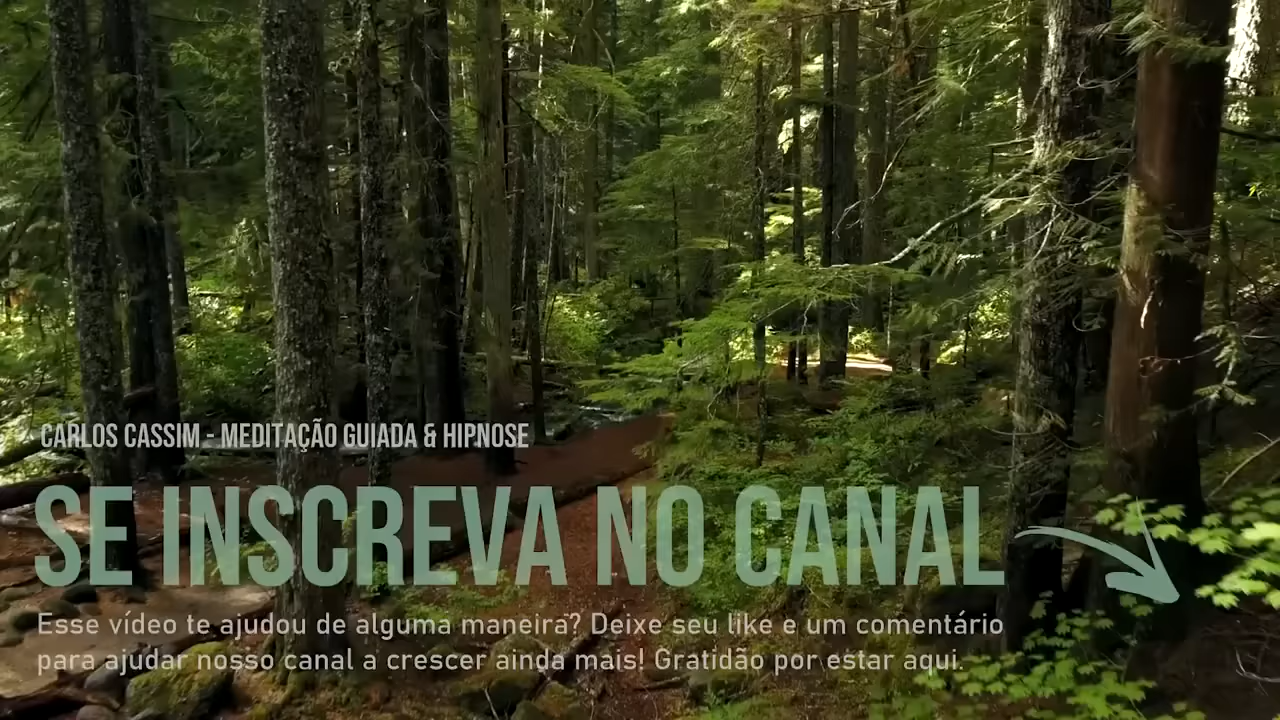 CARLOS CASSIM - MEDITAÇÃO GUIADA & HIPNOSE
SE INSCREVA NO CANAL
Esse vídeo te ajudou de alguma maneira? Deixe seu like e um comentário
para ajudar nosso canal a crescer ainda mais! Gratidão por estar aqui.